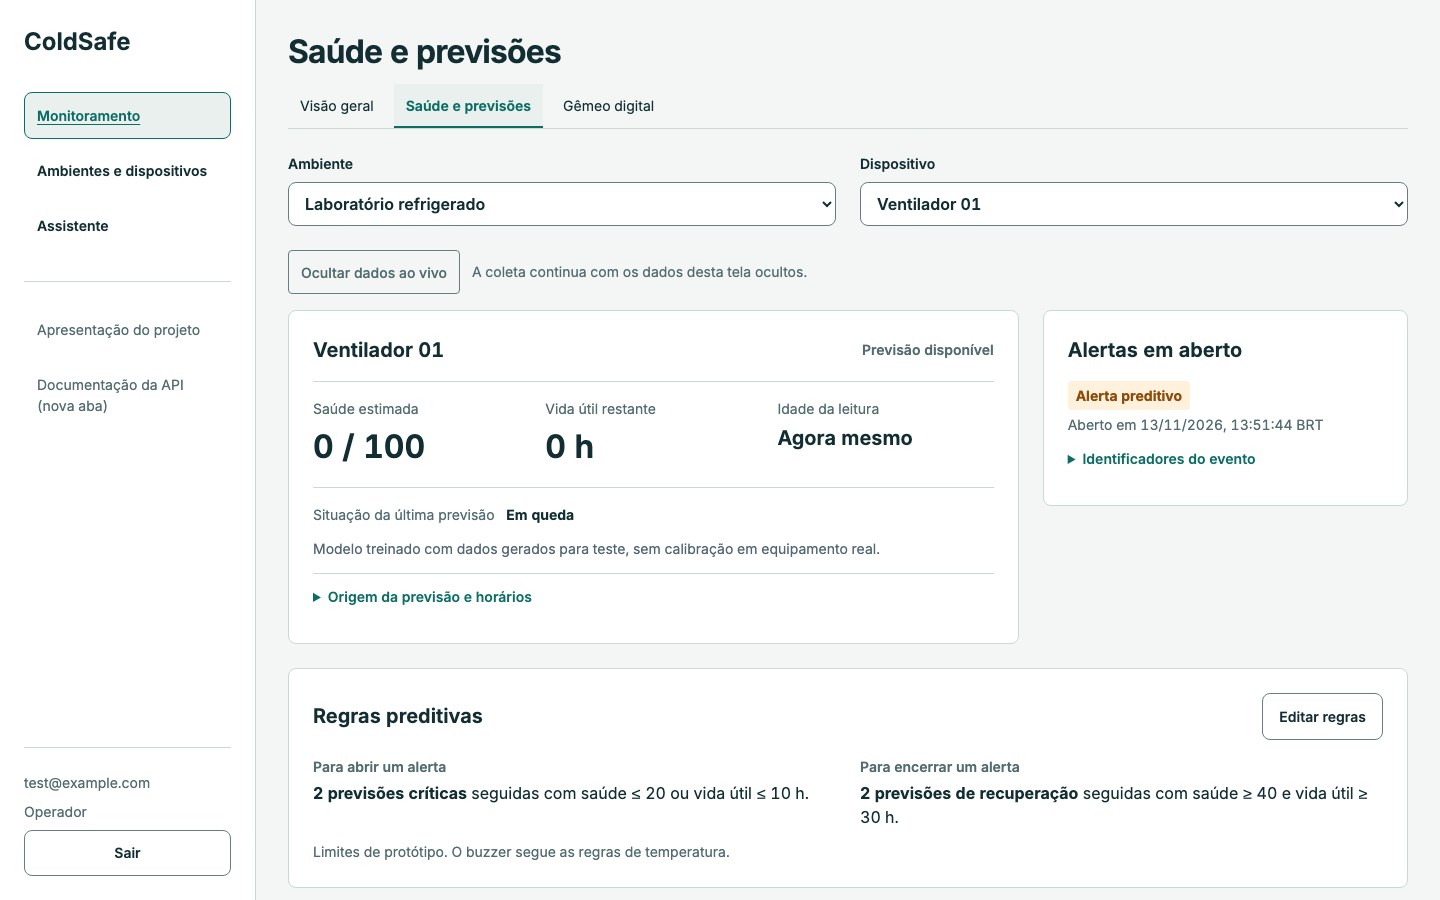 ColdSafe
Monitoramento
Ambientes e dispositivos
Assistente
Apresentação do projeto
Documentação da API
(nova aba)
test@example.com
Operador
Sair
Saúde e previsões
Visão geral
Saúde e previsões
Gêmeo digital
Ambiente
Laboratório refrigerado
Dispositivo
Ventilador 01
Ocultar dados ao vivo
A coleta continua com os dados desta tela ocultos.
Ventilador 01
Previsão disponível
Saúde estimada
0 / 100
Vida útil restante
0 h
Idade da leitura
Agora mesmo
Situação da última previsão Em queda
Modelo treinado com dados gerados para teste, sem calibração em equipamento real.
Origem da previsão e horários
Alertas em aberto
Alerta preditivo
Aberto em 13/11/2026, 13:51:44 BRT
Identificadores do evento
Regras preditivas
Editar regras
Para abrir um alerta
2 previsões críticas seguidas com saúde ≤ 20 ou vida útil ≤ 10 h.
Para encerrar um alerta
2 previsões de recuperação seguidas com saúde ≥ 40 e vida útil ≥
30 h.
Limites de protótipo. O buzzer segue as regras de temperatura.